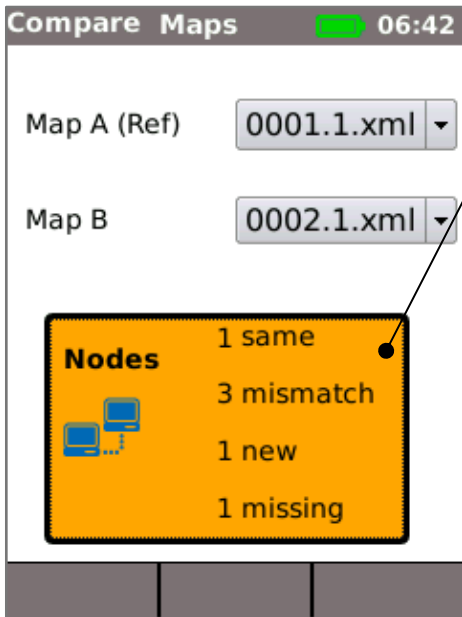 Compare Maps 06:42
Map A (Ref) 0001.1.xml
Map B 0002.1.xml
Nodes
1 same
3 mismatch
1 new
1 missing